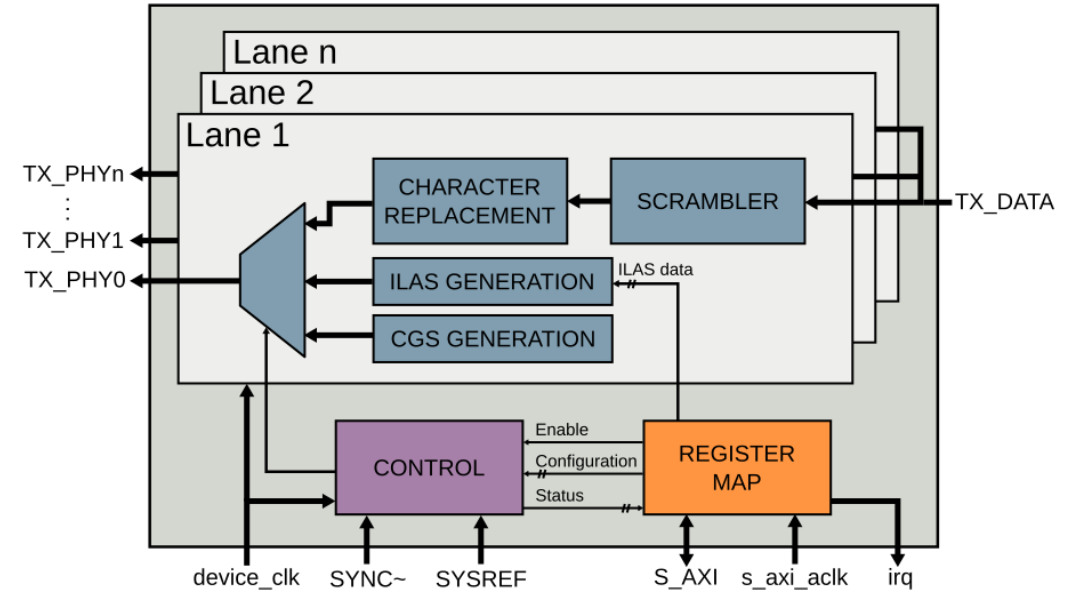 Lane n
Lane 2
Lane 1
TX_PHYn
TX_PHY1
TX_PHY0
CHARACTER
REPLACEMENT
SCRAMBLER
TX_DATA
ILAS GENERATION
ILAS data
CGS GENERATION
CONTROL
Enable
Configuration
Status
REGISTER
MAP
device_clk
SYNC~
SYSREF
S_AXI
s_axi_aclk
irq